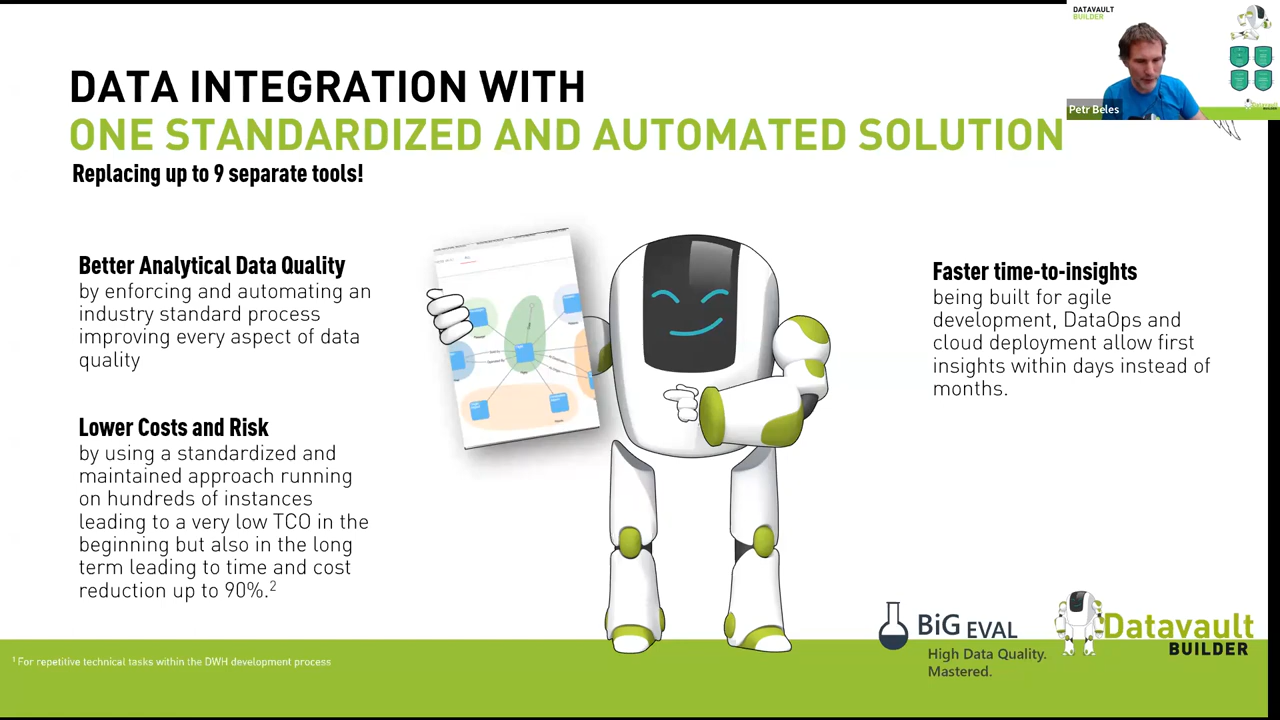 DATAVAULT
BUILDER
Petr Beles
DATA INTEGRATION WITH
ONE STANDARDIZED AND AUTOMATED SOLUTION
Replacing up to 9 separate tools!
Better Analytical Data Quality
by enforcing and automating an
industry standard process
improving every aspect of data
quality
Lower Costs and Risk
by using a standardized and
maintained approach running
on hundreds of instances
leading to a very low TCO in the
beginning but also in the long
term leading to time and cost
reduction up to 90%.²
Faster time-to-insights
being built for agile
development, DataOps and
cloud deployment allow first
insights within days instead of
months.
BiG EVAL
High Data Quality.
Mastered.
Datavault
BUILDER
¹ For repetitive technical tasks within the DWH development process